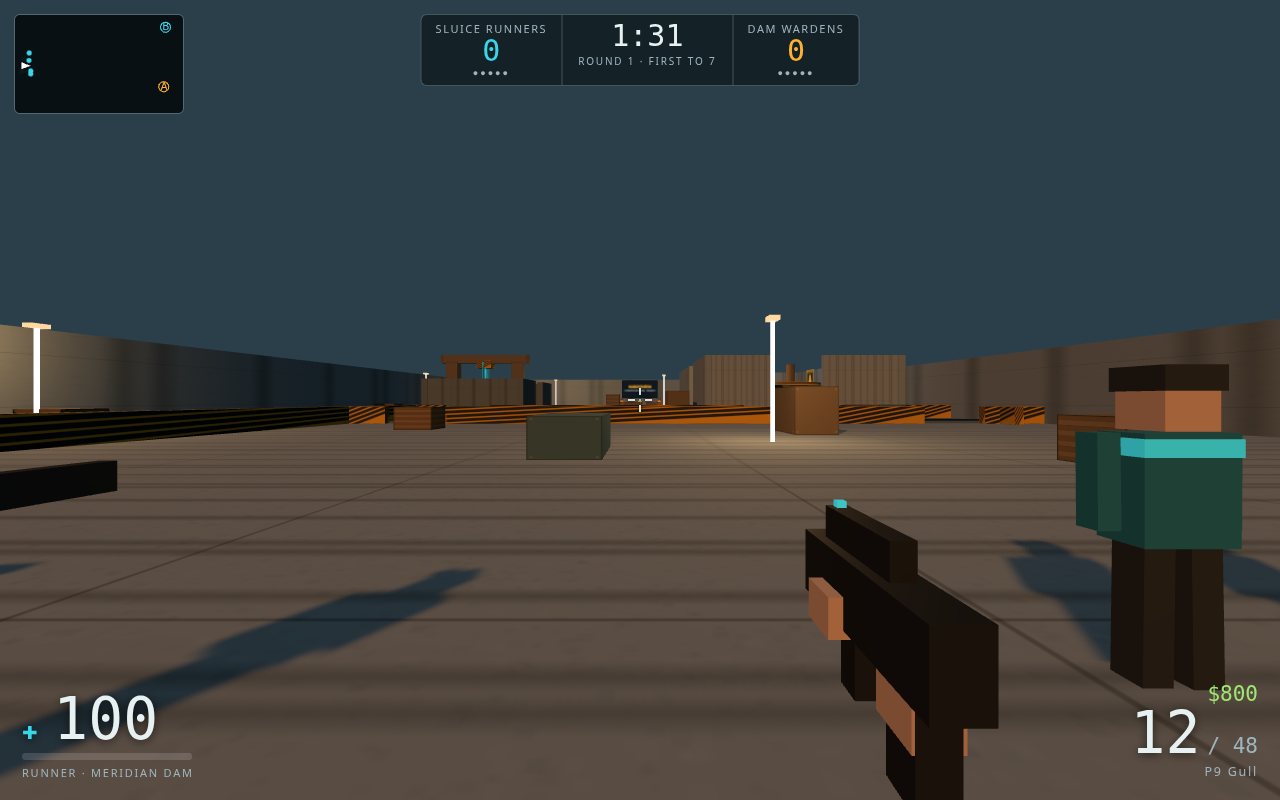 B
A
SLUICE RUNNERS
0
1:31
ROUND 1 · FIRST TO 7
DAM WARDENS
0
+ 100
RUNNER · MERIDIAN DAM
$800
12 / 48
P9 Gull